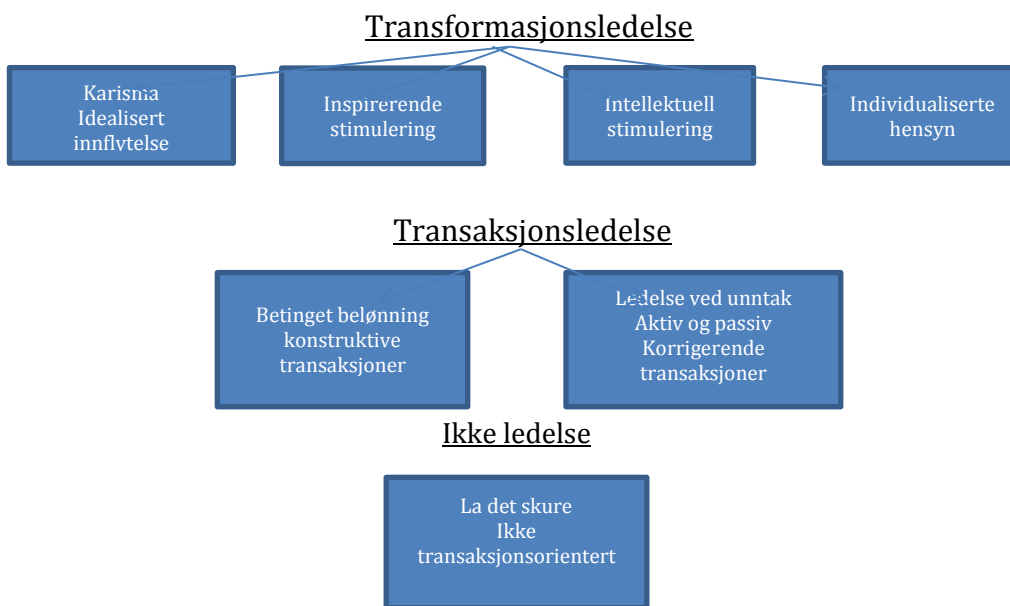 Transformasjonsledelse
Karisma
Idealisert
innflytelse
Inspirerende
stimulering
Intellektuell
stimulering
Individualiserte
hensyn
Transaksjonsledelse
Betinget belønning
konstruktive
transaksjoner
Ledelse ved unntak
Aktiv og passiv
Korrigerende
transaksjoner
Ikke ledelse
La det skure
Ikke
transaksjonsorientert